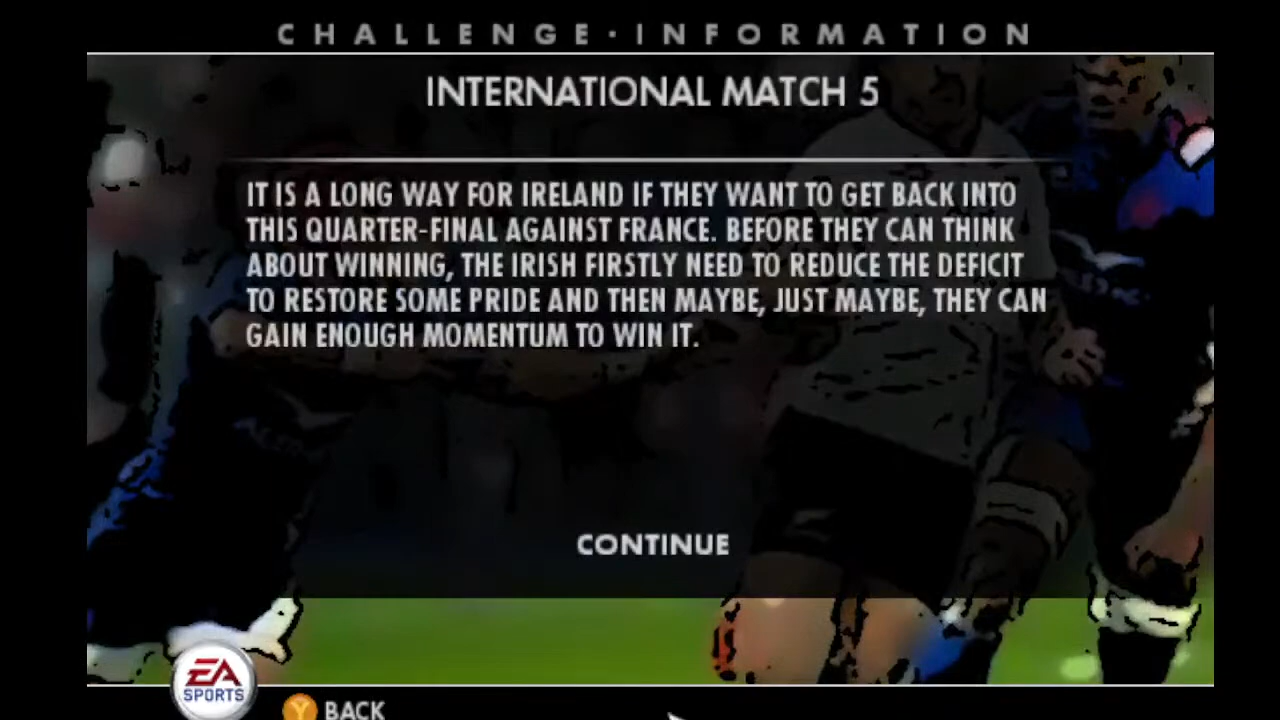 CHALLENGE·INFORMATION
INTERNATIONAL MATCH 5
IT IS A LONG WAY FOR IRELAND IF THEY WANT TO GET BACK INTO
THIS QUARTER-FINAL AGAINST FRANCE. BEFORE THEY CAN THINK
ABOUT WINNING, THE IRISH FIRSTLY NEED TO REDUCE THE DEFICIT
TO RESTORE SOME PRIDE AND THEN MAYBE, JUST MAYBE, THEY CAN
GAIN ENOUGH MOMENTUM TO WIN IT.
CONTINUE
EA
SPORTS
Y BACK